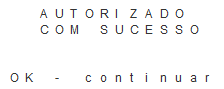 AUTORIZADO
COM SUCESSO
OK - continuar